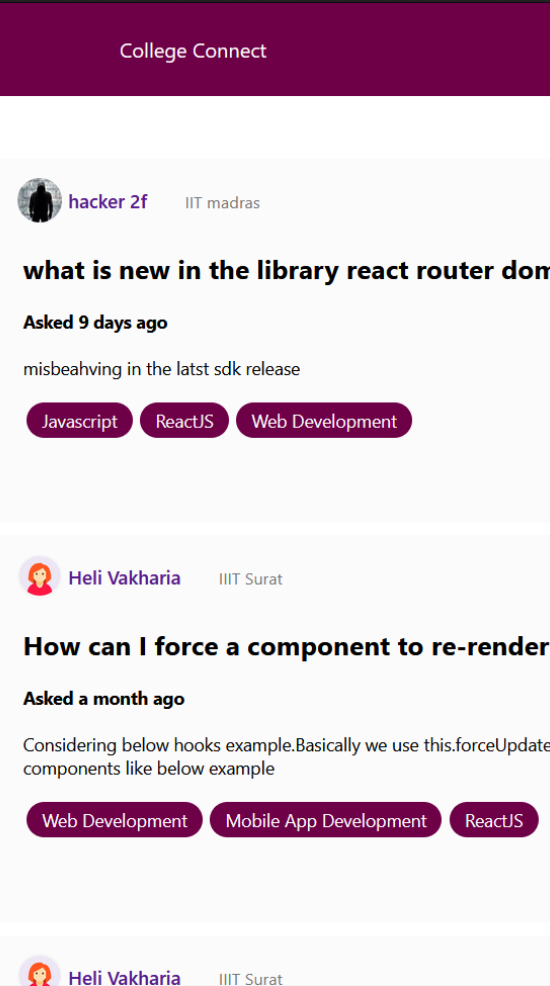 College Connect
hacker 2f IIT madras
what is new in the library react router dom
Asked 9 days ago
misbeahving in the latst sdk release
Javascript ReactJS Web Development
Heli Vakharia IIIT Surat
How can I force a component to re-render
Asked a month ago
Considering below hooks example.Basically we use this.forceUpdate
components like below example
Web Development Mobile App Development ReactJS
Heli Vakharia IIIT Surat